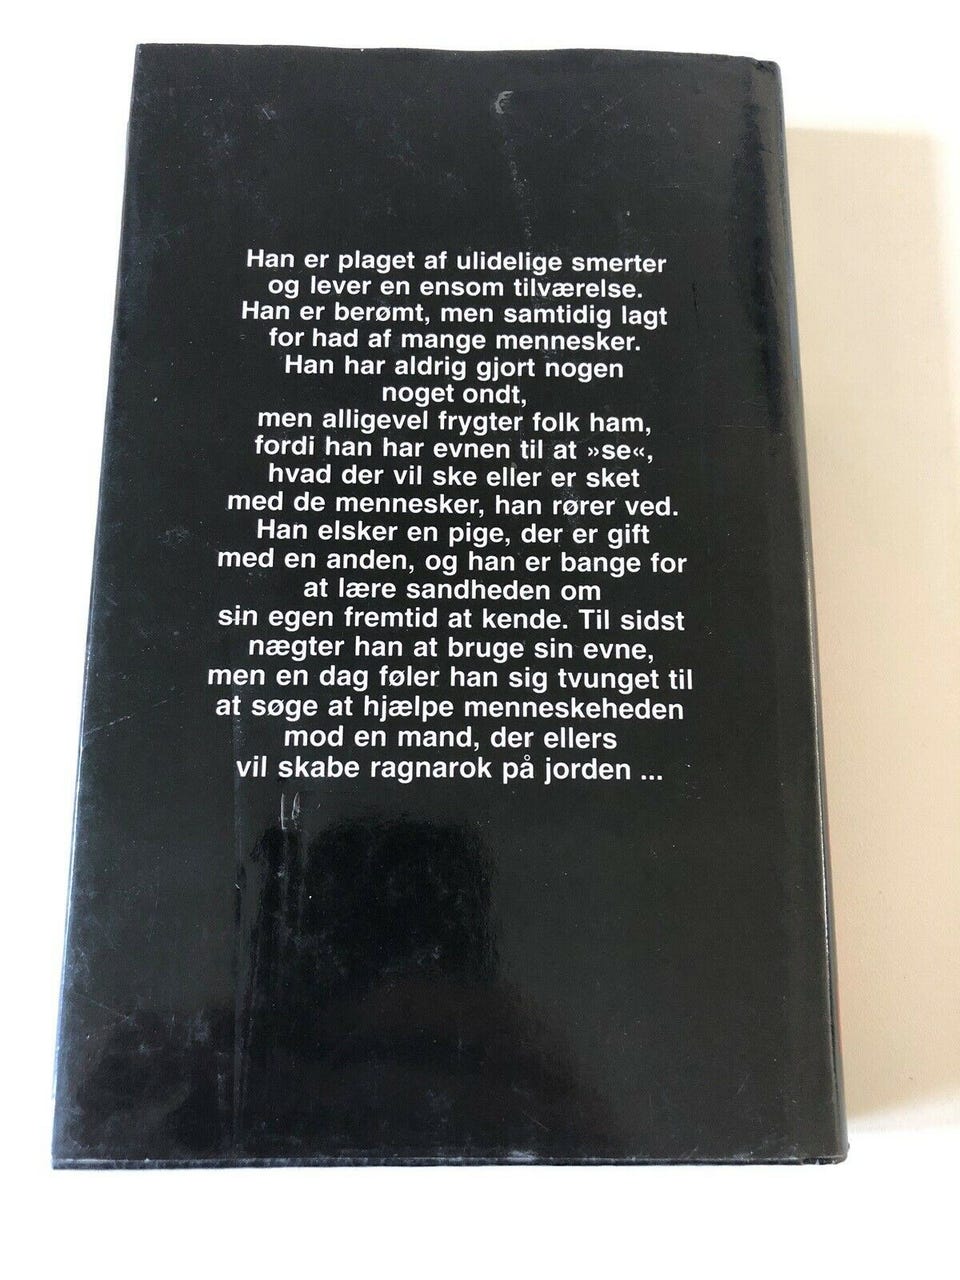 Han er plaget af ulidelige smerter
og lever en ensom tilværelse.
Han er berømt, men samtidig lagt
for had af mange mennesker.
Han har aldrig gjort nogen
noget ondt,
men alligevel frygter folk ham,
fordi han har evnen til at »se«,
hvad der vil ske eller er sket
med de mennesker, han rører ved.
Han elsker en pige, der er gift
med en anden, og han er bange for
at lære sandheden om
sin egen fremtid at kende. Til sidst
nægter han at bruge sin evne,
men en dag føler han sig tvunget til
at søge at hjælpe menneskeheden
mod en mand, der ellers
vil skabe ragnarok på jorden ...